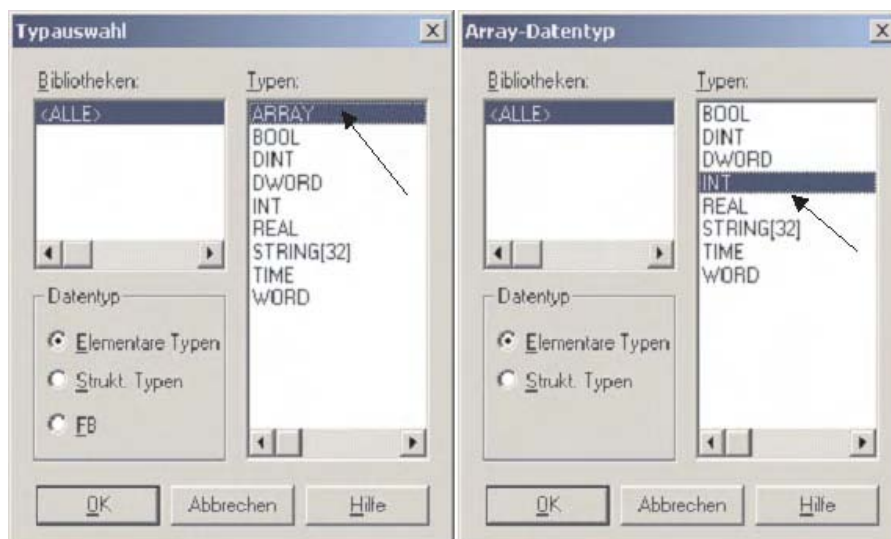 Typauswahl
Bibliotheken:
<ALLE>
Typen:
ARRAY
BOOL
DINT
DWORD
INT
REAL
STRING[32]
TIME
WORD
Datentyp
Elementare Typen
Strukt. Typen
FB
OK
Abbrechen
Hilfe
Array-Datentyp
Bibliotheken:
<ALLE>
Typen:
BOOL
DINT
DWORD
INT
REAL
STRING[32]
TIME
WORD
Datentyp
Elementare Typen
Strukt. Typen
OK
Abbrechen
Hilfe